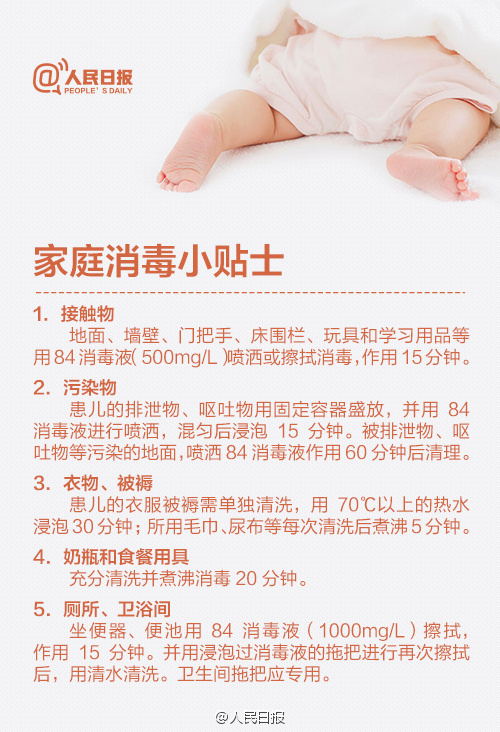 @人民日报
PEOPLE'S DAILY
家庭消毒小贴士
1. 接触物
地面、墙壁、门把手、床围栏、玩具和学习用品等
用84消毒液(500mg/L)喷洒或擦拭消毒,作用15分钟。
2. 污染物
患儿的排泄物、呕吐物用固定容器盛放，并用 84
消毒液进行喷洒，混匀后浸泡 15 分钟。被排泄物、呕
吐物等污染的地面,喷洒84消毒液作用60分钟后清理。
3. 衣物、被褥
患儿的衣服被褥需单独清洗，用 70℃以上的热水
浸泡30分钟；所用毛巾、尿布等每次清洗后煮沸5分钟。
4. 奶瓶和食餐用具
充分清洗并煮沸消毒 20 分钟。
5. 厕所、卫浴间
坐便器、便池用 84 消毒液（1000mg/L）擦拭，
作用 15 分钟。并用浸泡过消毒液的拖把进行再次擦拭
后，用清水清洗。卫生间拖把应专用。
@人民日报